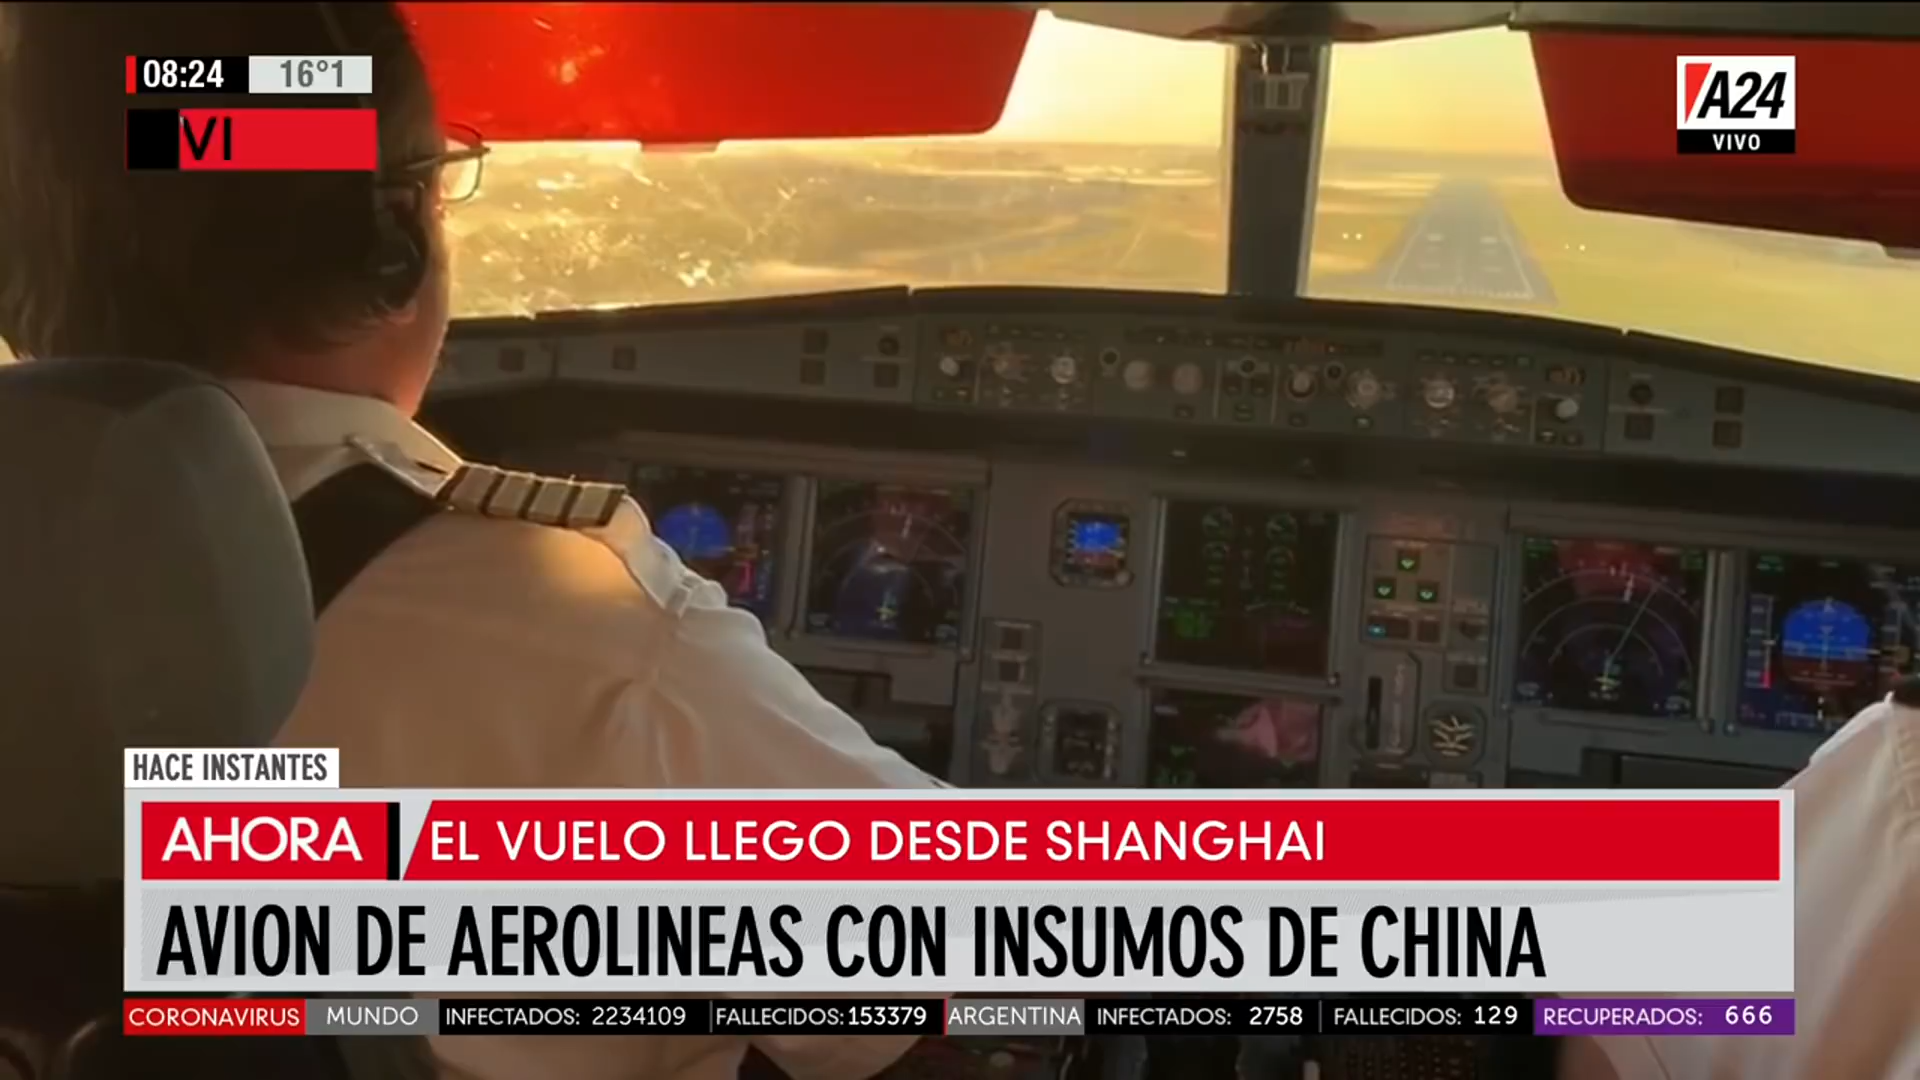 08:24 16°1
VI
A24
VIVO
HACE INSTANTES
AHORA EL VUELO LLEGO DESDE SHANGHAI
AVION DE AEROLINEAS CON INSUMOS DE CHINA
CORONAVIRUS MUNDO INFECTADOS: 2234109 FALLECIDOS: 153379 ARGENTINA INFECTADOS: 2758 FALLECIDOS: 129 RECUPERADOS: 666